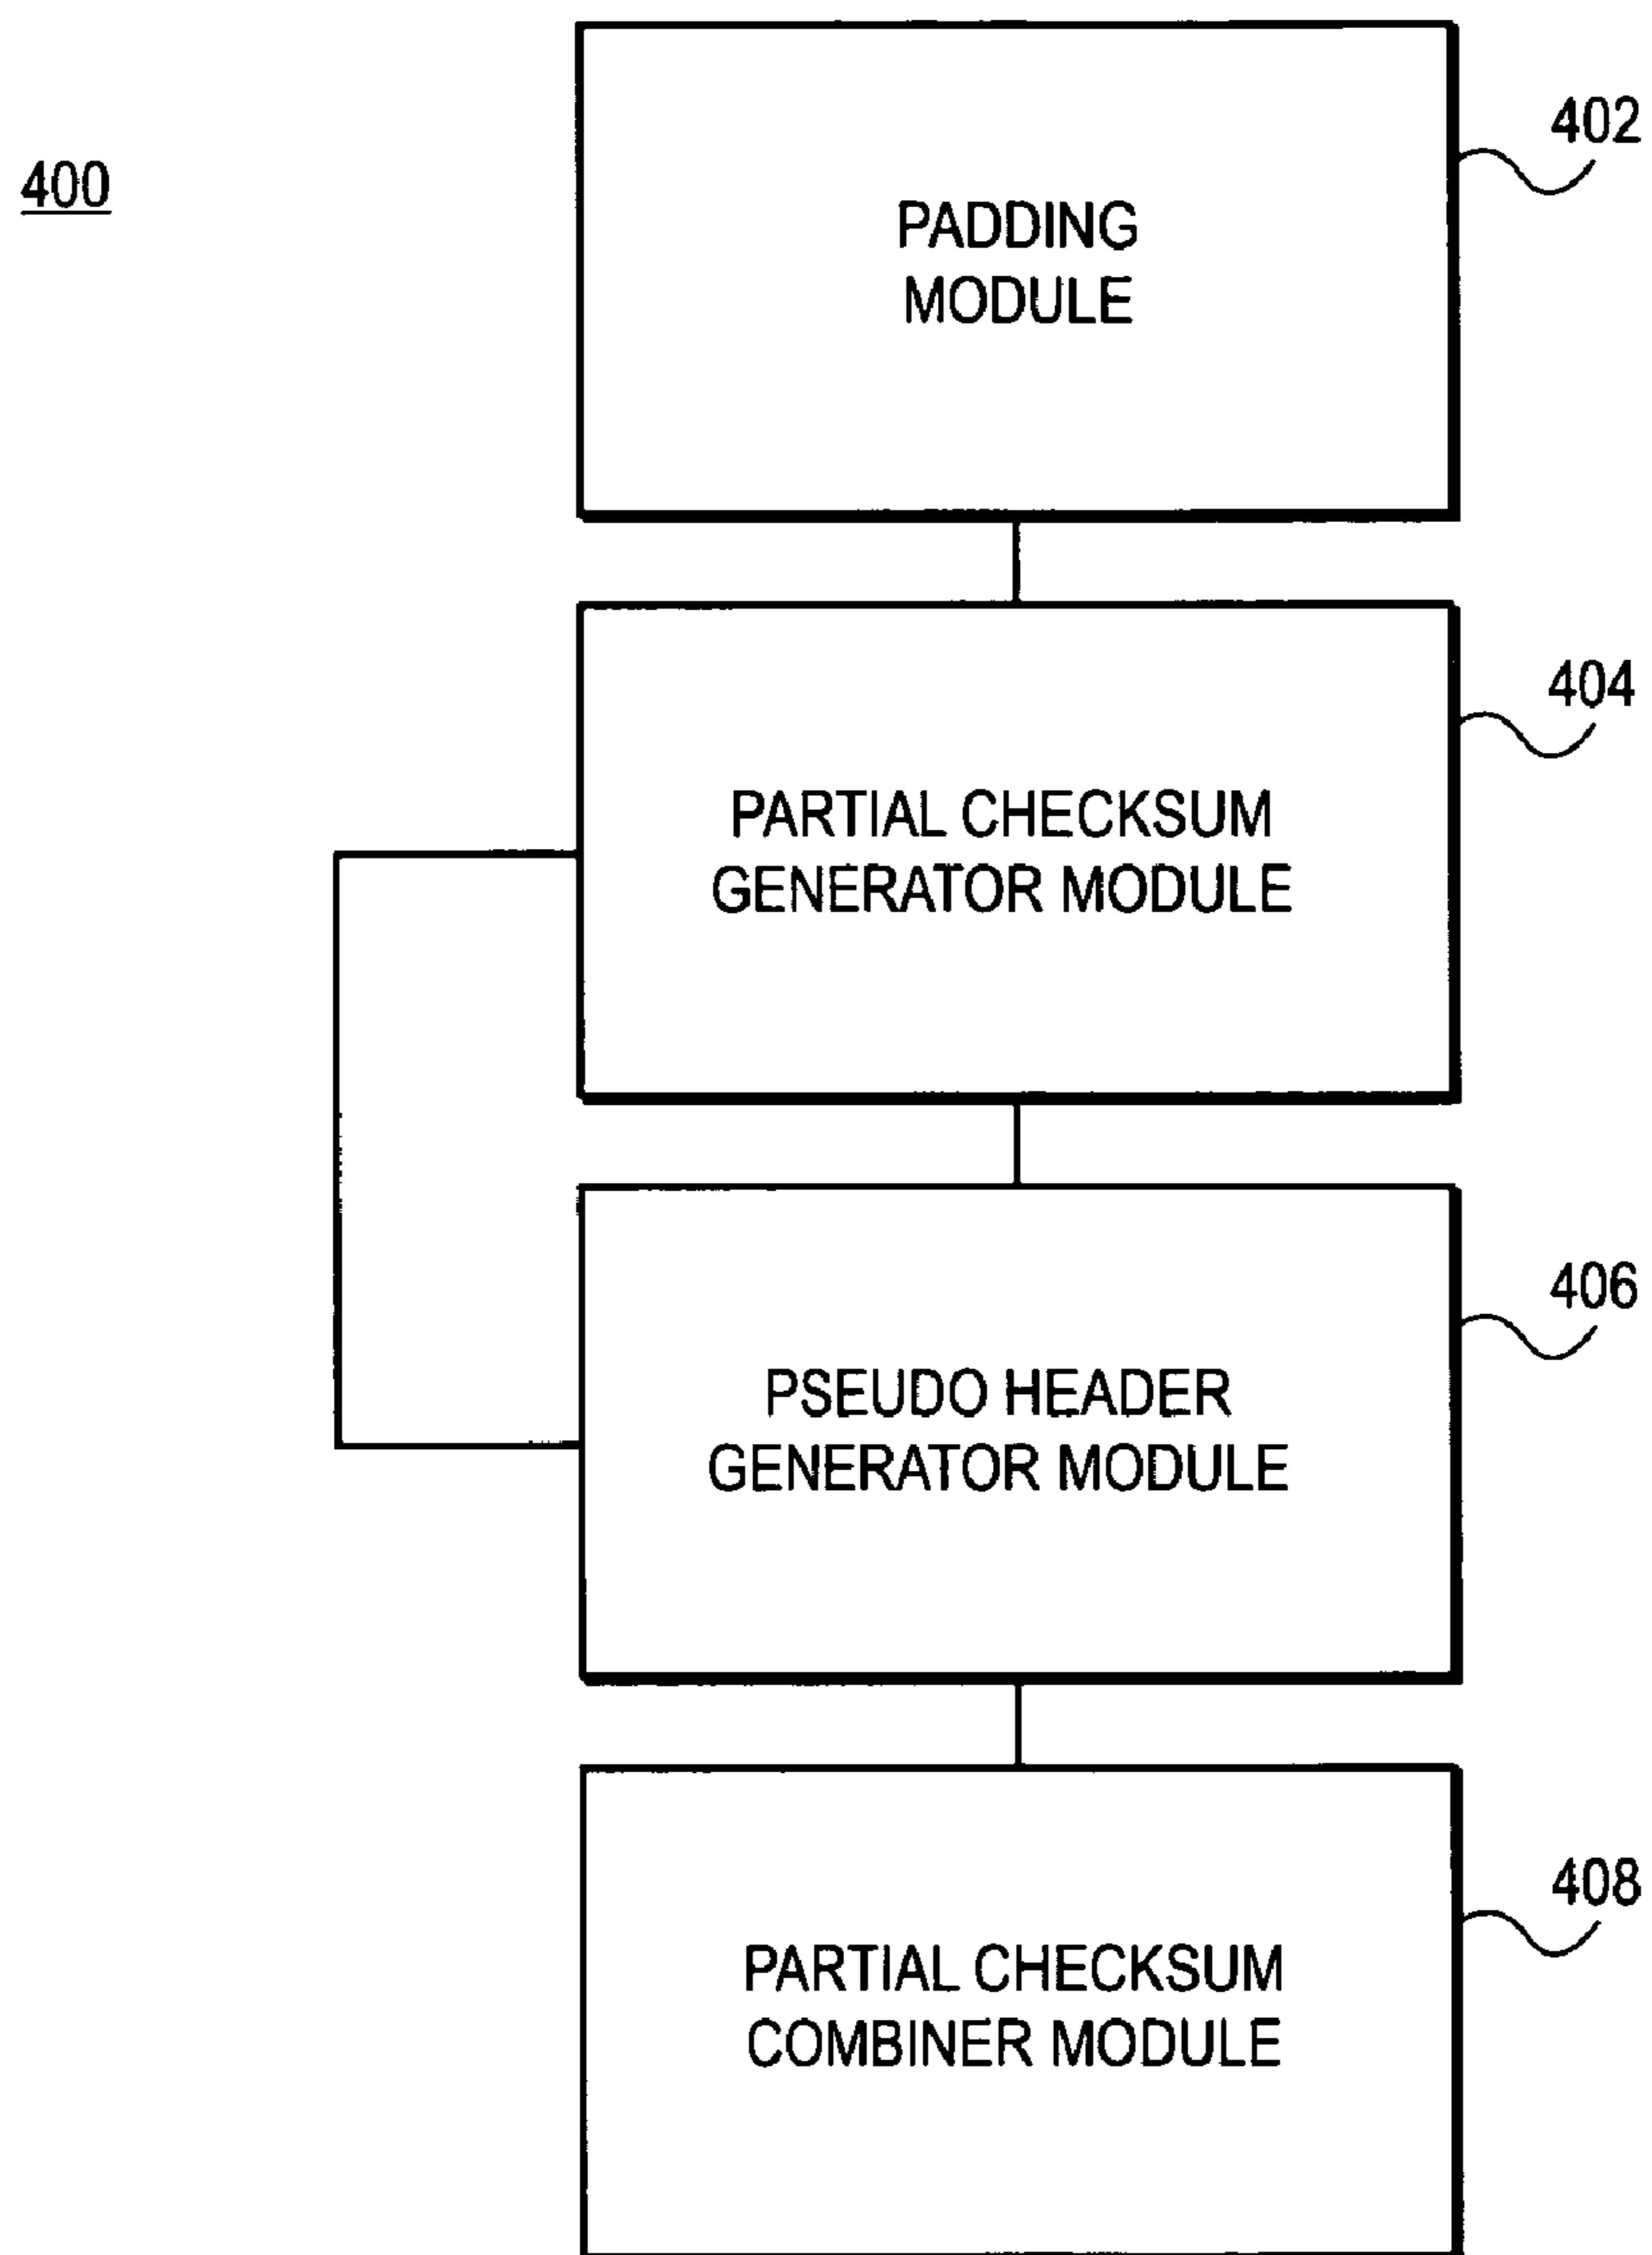 400
402
PADDING
MODULE
404
PARTIAL CHECKSUM
GENERATOR MODULE
406
PSEUDO HEADER
GENERATOR MODULE
408
PARTIAL CHECKSUM
COMBINER MODULE